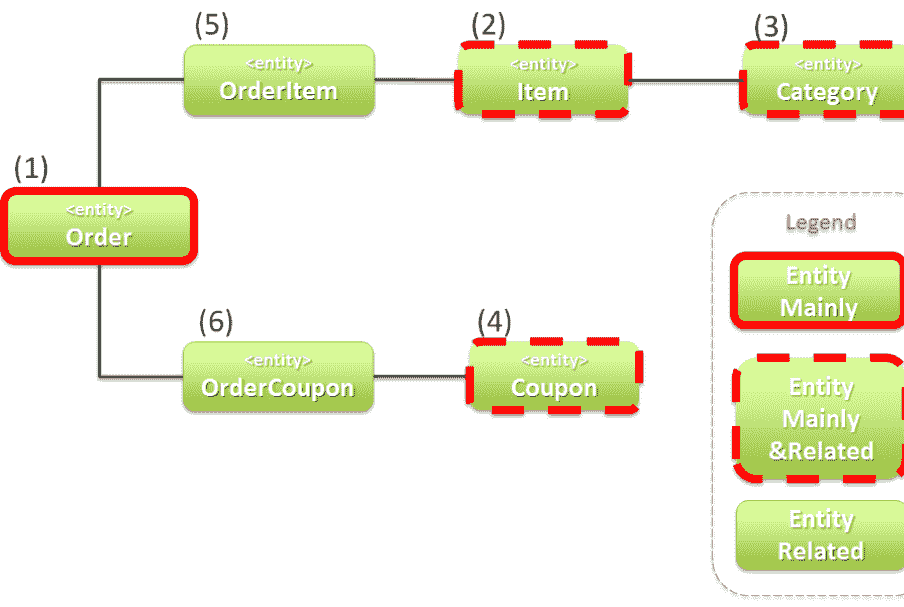 (5)
<entity>
OrderItem
(2)
<entity>
Item
(3)
<entity>
Category
(1)
<entity>
Order
(6)
<entity>
OrderCoupon
(4)
<entity>
Coupon
Legend
Entity
Mainly
Entity
Mainly
&Related
Entity
Related